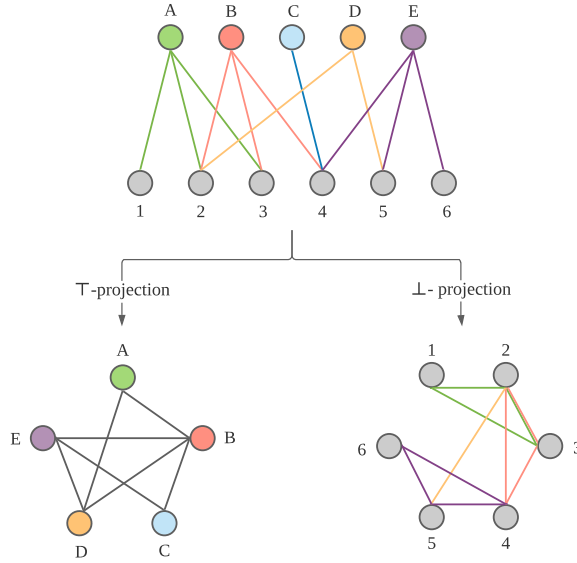 A B C D E
1 2 3 4 5 6
⊤-projection
⊥- projection
A
E
B
D
C
1
2
6
3
5
4